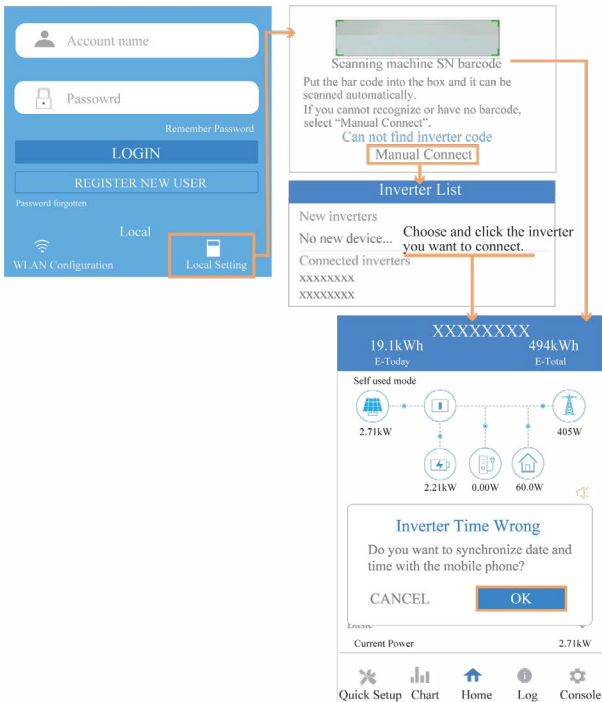 Account name
Passowrd
Remember Password
LOGIN
REGISTER NEW USER
Password forgotten
Local
WLAN Configuration
Local Setting
Scanning machine SN barcode
Put the bar code into the box and it can be
scanned automatically.
If you cannot recognize or have no barcode,
select “Manual Connect”.
Can not find inverter code
Manual Connect
Inverter List
New inverters
No new device...
Choose and click the inverter
you want to connect.
Connected inverters
xxxxxxxx
xxxxxxxx
XXXXXXXX
19.1kWh 494kWh
E-Today E-Total
Self used mode
2.71kW 405W
2.21kW 0.00W 60.0W
Inverter Time Wrong
Do you want to synchronize date and
time with the mobile phone?
CANCEL OK
Basic
Current Power 2.71kW
Quick Setup Chart Home Log Console